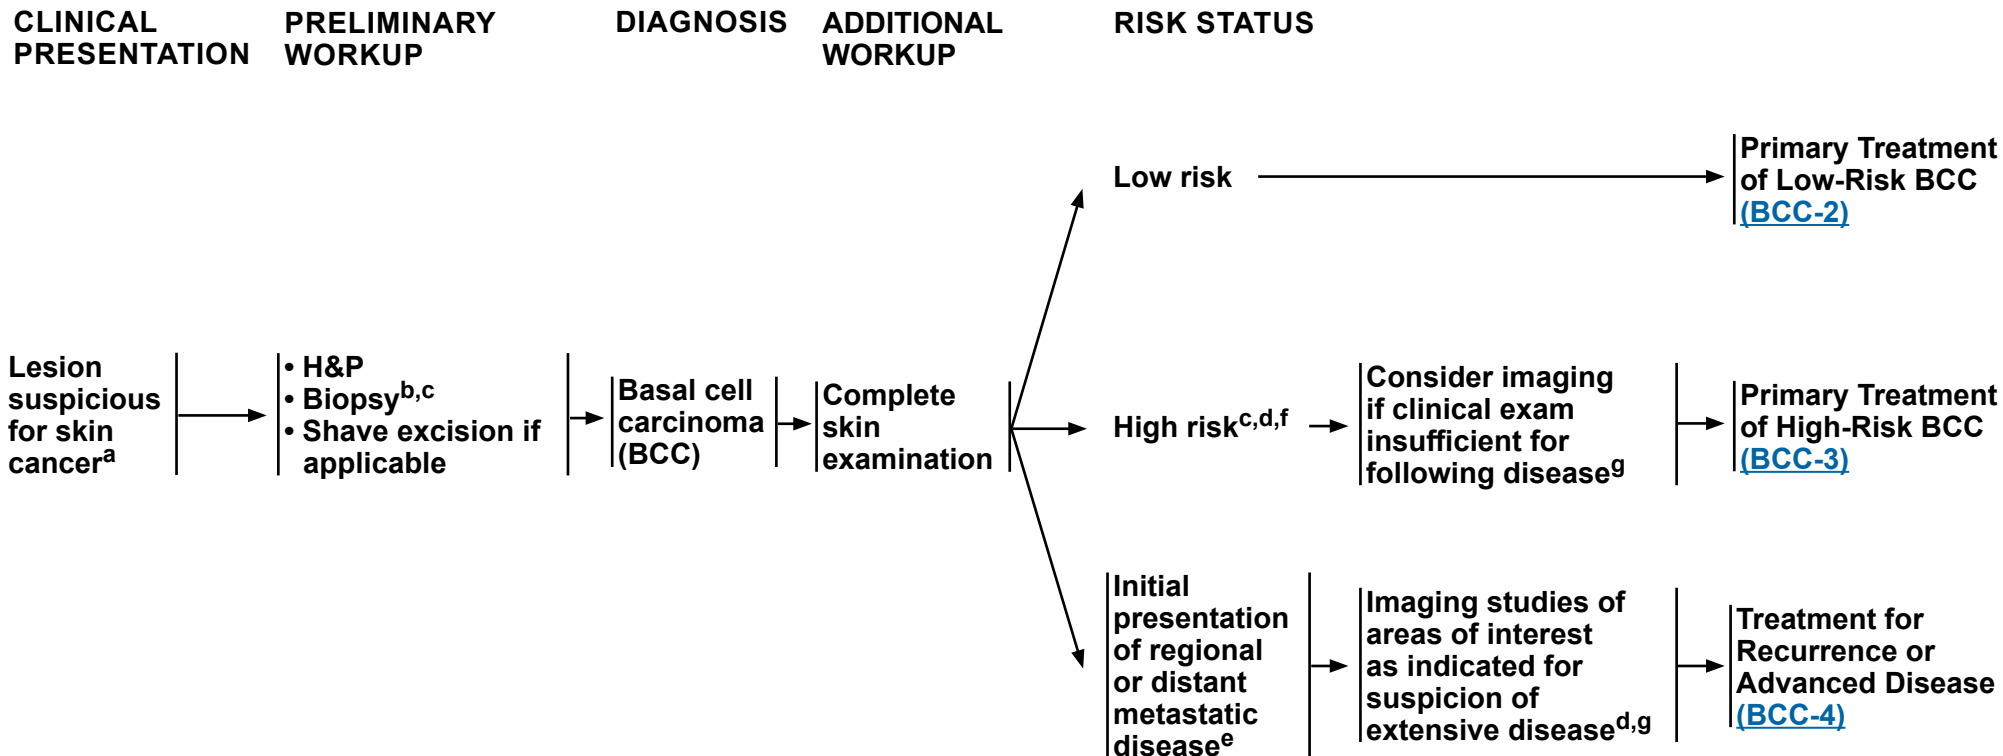 CLINICAL
PRESENTATION
PRELIMINARY
WORKUP
DIAGNOSIS
ADDITIONAL
WORKUP
RISK STATUS
Lesion
suspicious
for skin
cancera
• H&P
• Biopsyb,c
• Shave excision if
applicable
Basal cell
carcinoma
(BCC)
Complete
skin
examination
Low risk
Primary Treatment
of Low-Risk BCC
(BCC-2)
High riskc,d,f
Consider imaging
if clinical exam
insufficient for
following diseaseg
Primary Treatment
of High-Risk BCC
(BCC-3)
Initial
presentation
of regional
or distant
metastatic
diseasee
Imaging studies of
areas of interest
as indicated for
suspicion of
extensive diseased,g
Treatment for
Recurrence or
Advanced Disease
(BCC-4)